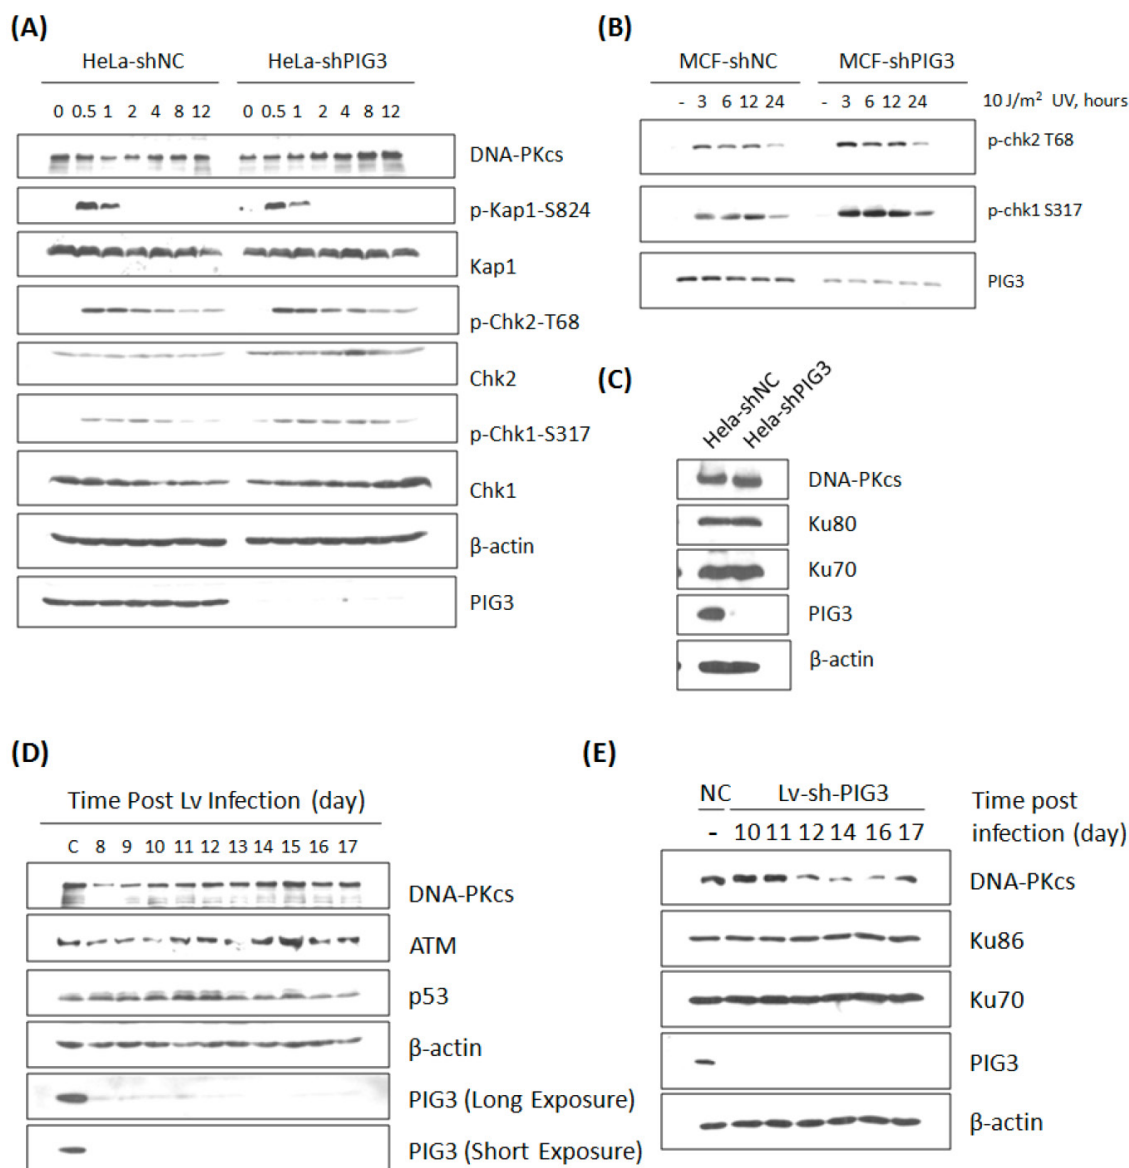 (A)
HeLa-shNC HeLa-shPIG3
0 0.5 1 2 4 8 12 0 0.5 1 2 4 8 12
DNA-PKcs
p-Kap1-S824
Kap1
p-Chk2-T68
Chk2
p-Chk1-S317
Chk1
β-actin
PIG3
(B)
MCF-shNC MCF-shPIG3
- 3 6 12 24 - 3 6 12 24 10 J/m² UV, hours
p-chk2 T68
p-chk1 S317
PIG3
(C)
Hela-shNC
Hela-shPIG3
DNA-PKcs
Ku80
Ku70
PIG3
β-actin
(D)
Time Post Lv Infection (day)
C 8 9 10 11 12 13 14 15 16 17
DNA-PKcs
ATM
p53
β-actin
PIG3 (Long Exposure)
PIG3 (Short Exposure)
(E)
NC Lv-sh-PIG3 Time post
- 10 11 12 14 16 17 infection (day)
DNA-PKcs
Ku86
Ku70
PIG3
β-actin